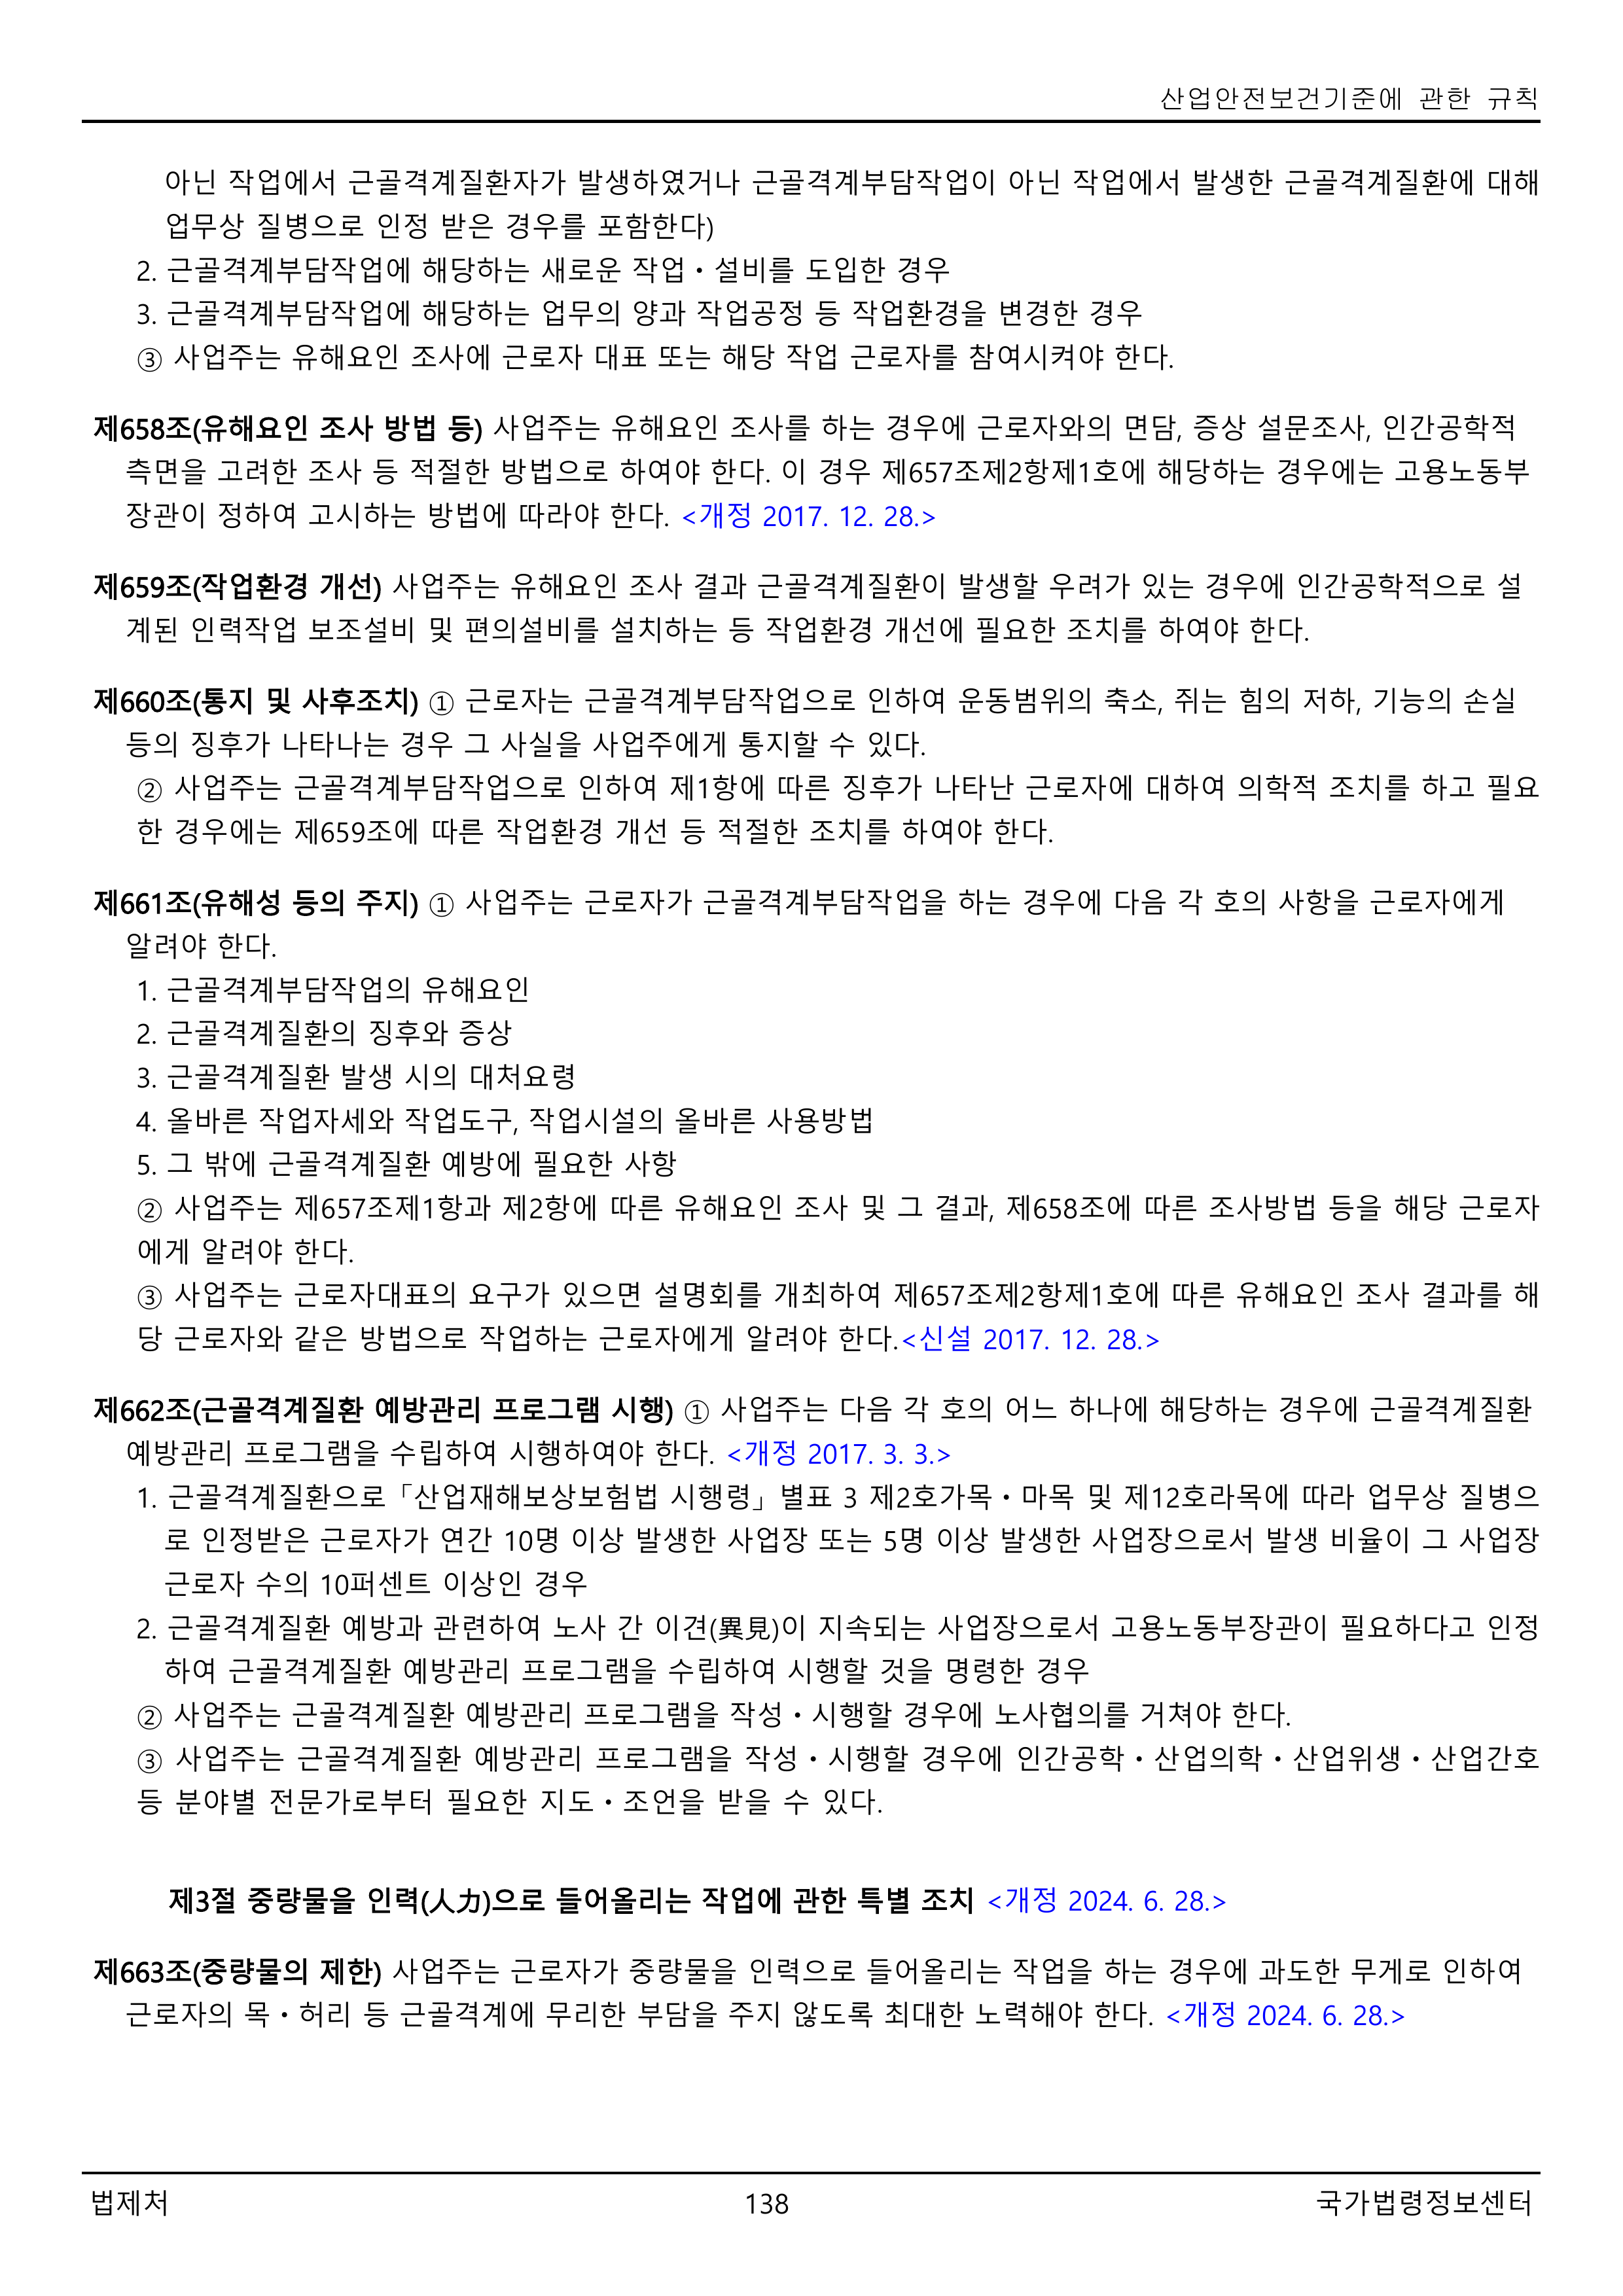 산업안전보건기준에 관한 규칙
아닌 작업에서 근골격계질환자가 발생하였거나 근골격계부담작업이 아닌 작업에서 발생한 근골격계질환에 대해
업무상 질병으로 인정 받은 경우를 포함한다)
2. 근골격계부담작업에 해당하는 새로운 작업ㆍ설비를 도입한 경우
3. 근골격계부담작업에 해당하는 업무의 양과 작업공정 등 작업환경을 변경한 경우
③ 사업주는 유해요인 조사에 근로자 대표 또는 해당 작업 근로자를 참여시켜야 한다.
제658조(유해요인 조사 방법 등) 사업주는 유해요인 조사를 하는 경우에 근로자와의 면담, 증상 설문조사, 인간공학적
측면을 고려한 조사 등 적절한 방법으로 하여야 한다. 이 경우 제657조제2항제1호에 해당하는 경우에는 고용노동부
장관이 정하여 고시하는 방법에 따라야 한다. <개정 2017. 12. 28.>
제659조(작업환경 개선) 사업주는 유해요인 조사 결과 근골격계질환이 발생할 우려가 있는 경우에 인간공학적으로 설
계된 인력작업 보조설비 및 편의설비를 설치하는 등 작업환경 개선에 필요한 조치를 하여야 한다.
제660조(통지 및 사후조치) ① 근로자는 근골격계부담작업으로 인하여 운동범위의 축소, 쥐는 힘의 저하, 기능의 손실
등의 징후가 나타나는 경우 그 사실을 사업주에게 통지할 수 있다.
② 사업주는 근골격계부담작업으로 인하여 제1항에 따른 징후가 나타난 근로자에 대하여 의학적 조치를 하고 필요
한 경우에는 제659조에 따른 작업환경 개선 등 적절한 조치를 하여야 한다.
제661조(유해성 등의 주지) ① 사업주는 근로자가 근골격계부담작업을 하는 경우에 다음 각 호의 사항을 근로자에게
알려야 한다.
1. 근골격계부담작업의 유해요인
2. 근골격계질환의 징후와 증상
3. 근골격계질환 발생 시의 대처요령
4. 올바른 작업자세와 작업도구, 작업시설의 올바른 사용방법
5. 그 밖에 근골격계질환 예방에 필요한 사항
② 사업주는 제657조제1항과 제2항에 따른 유해요인 조사 및 그 결과, 제658조에 따른 조사방법 등을 해당 근로자
에게 알려야 한다.
③ 사업주는 근로자대표의 요구가 있으면 설명회를 개최하여 제657조제2항제1호에 따른 유해요인 조사 결과를 해
당 근로자와 같은 방법으로 작업하는 근로자에게 알려야 한다.<신설 2017. 12. 28.>
제662조(근골격계질환 예방관리 프로그램 시행) ① 사업주는 다음 각 호의 어느 하나에 해당하는 경우에 근골격계질환
예방관리 프로그램을 수립하여 시행하여야 한다. <개정 2017. 3. 3.>
1. 근골격계질환으로 「산업재해보상보험법 시행령」 별표 3 제2호가목ㆍ마목 및 제12호라목에 따라 업무상 질병으
로 인정받은 근로자가 연간 10명 이상 발생한 사업장 또는 5명 이상 발생한 사업장으로서 발생 비율이 그 사업장
근로자 수의 10퍼센트 이상인 경우
2. 근골격계질환 예방과 관련하여 노사 간 이견(異見)이 지속되는 사업장으로서 고용노동부장관이 필요하다고 인정
하여 근골격계질환 예방관리 프로그램을 수립하여 시행할 것을 명령한 경우
② 사업주는 근골격계질환 예방관리 프로그램을 작성ㆍ시행할 경우에 노사협의를 거쳐야 한다.
③ 사업주는 근골격계질환 예방관리 프로그램을 작성ㆍ시행할 경우에 인간공학ㆍ산업의학ㆍ산업위생ㆍ산업간호
등 분야별 전문가로부터 필요한 지도ㆍ조언을 받을 수 있다.
제3절 중량물을 인력(人力)으로 들어올리는 작업에 관한 특별 조치 <개정 2024. 6. 28.>
제663조(중량물의 제한) 사업주는 근로자가 중량물을 인력으로 들어올리는 작업을 하는 경우에 과도한 무게로 인하여
근로자의 목ㆍ허리 등 근골격계에 무리한 부담을 주지 않도록 최대한 노력해야 한다. <개정 2024. 6. 28.>
법제처 138 국가법령정보센터